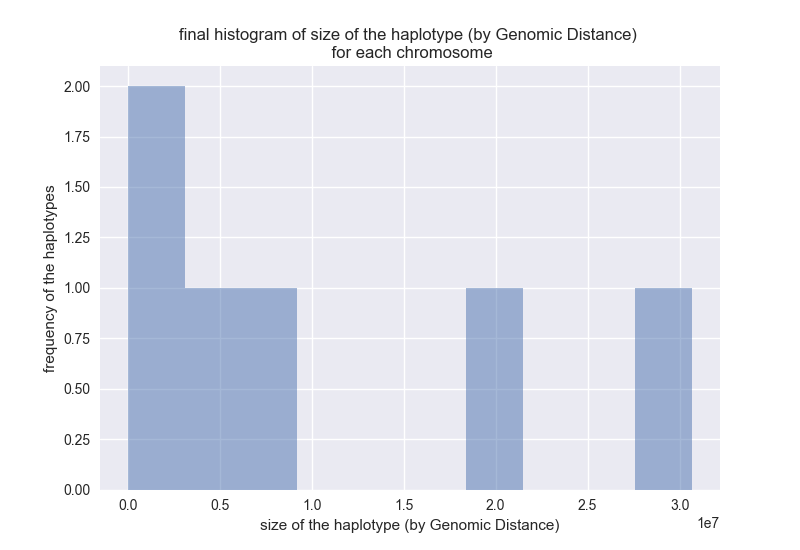 final histogram of size of the haplotype (by Genomic Distance)
for each chromosome
2.00
1.75
1.50
1.25
1.00
0.75
0.50
0.25
0.00
frequency of the haplotypes
0.0 0.5 1.0 1.5 2.0 2.5 3.0
1e7
size of the haplotype (by Genomic Distance)